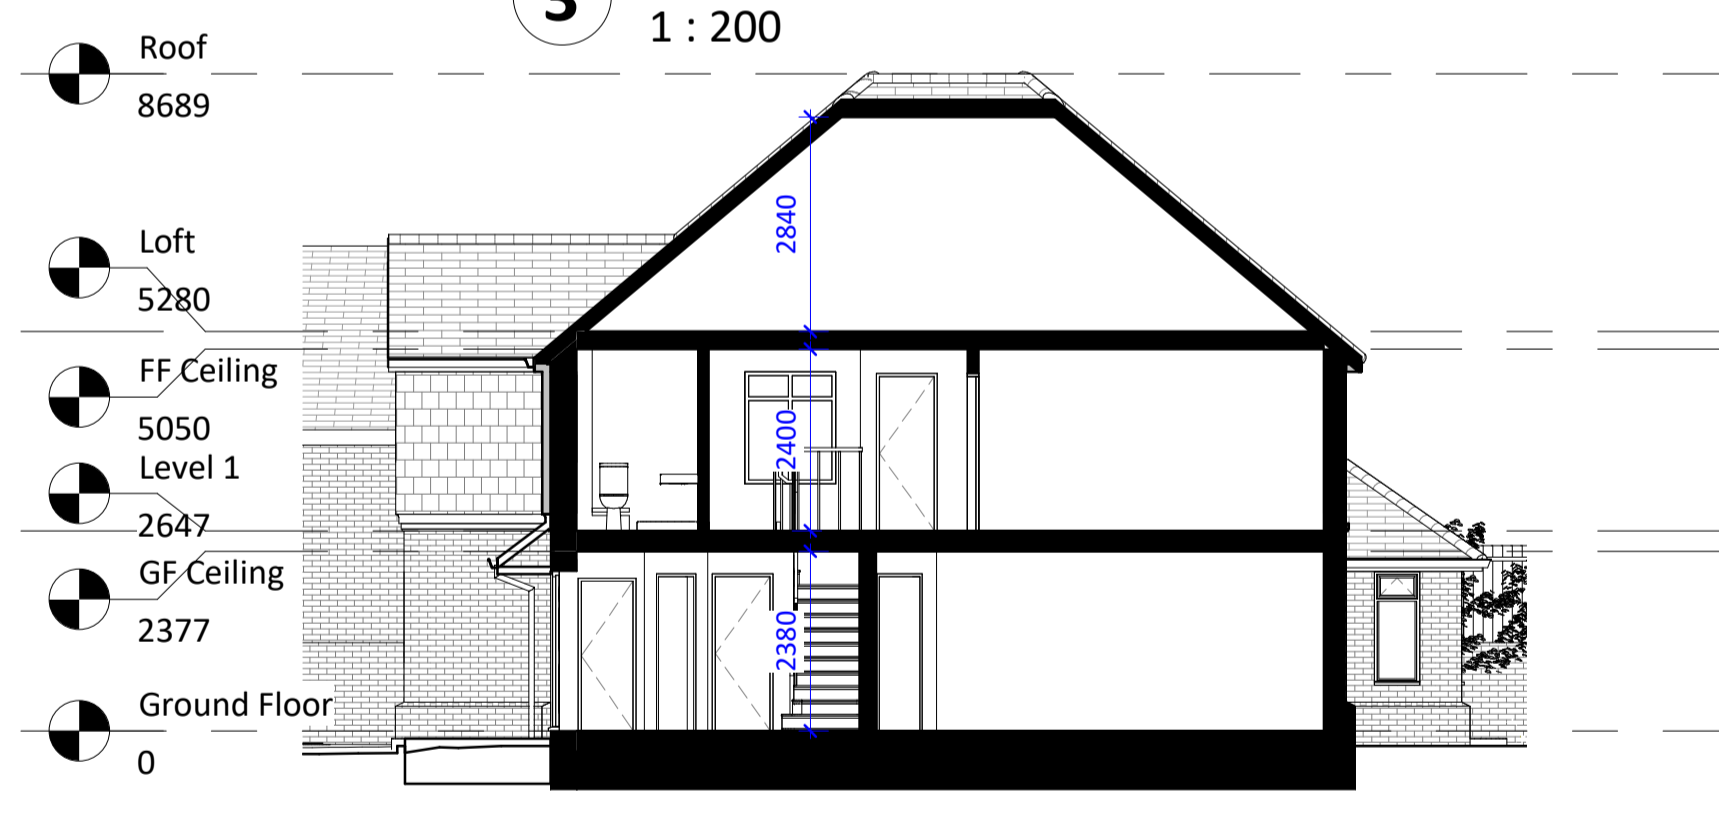 3
1 : 200
Roof
8689
Loft
5280
FF Ceiling
5050
Level 1
2647
GF Ceiling
2377
Ground Floor
0
2840
2400
2380